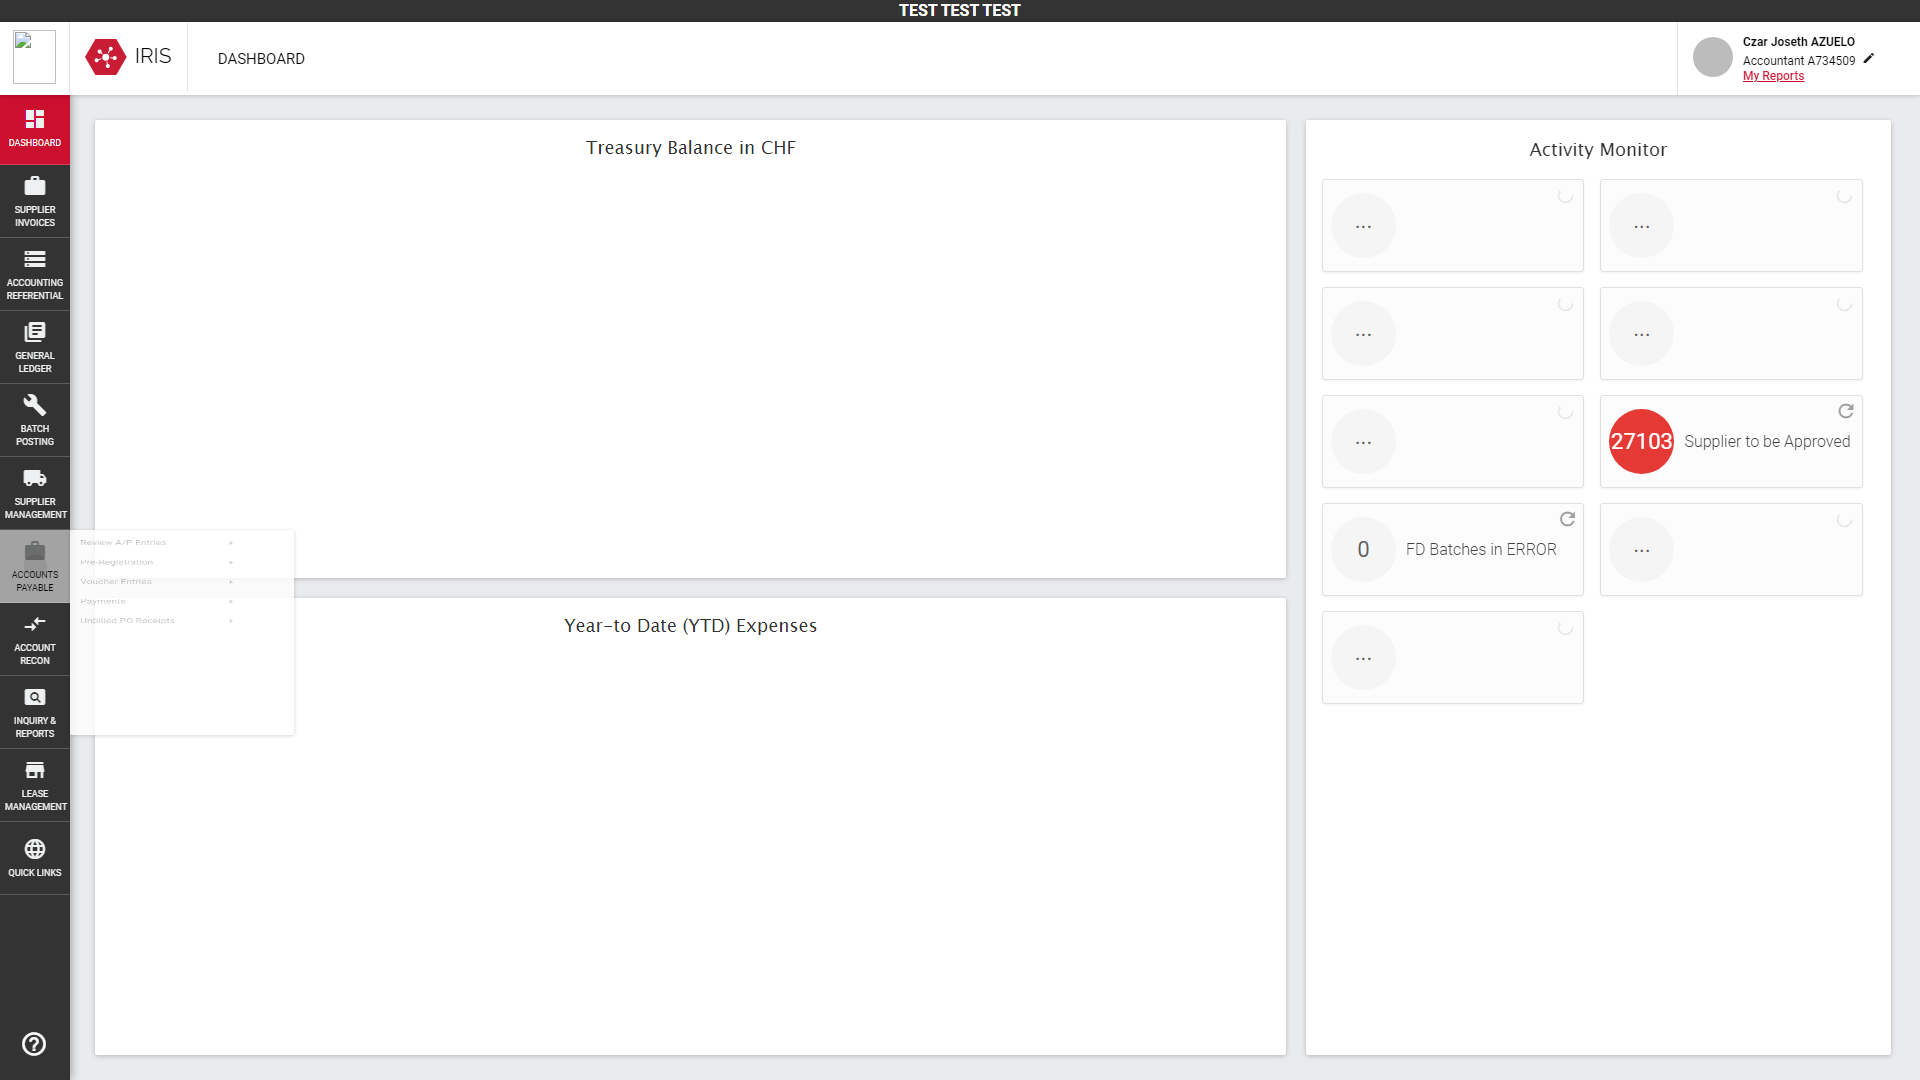 TEST TEST TEST
IRIS
DASHBOARD
Czar Joseth AZUELO
Accountant A734509
My Reports
DASHBOARD
SUPPLIER
INVOICES
ACCOUNTING
REFERENTIAL
GENERAL
LEDGER
BATCH
POSTING
SUPPLIER
MANAGEMENT
ACCOUNTS
PAYABLE
ACCOUNT
RECON
INQUIRY &
REPORTS
LEASE
MANAGEMENT
QUICK LINKS
Review A/P Entries
Pre-Registration
Voucher Entries
Payments
Unbilled PO Receipts
Treasury Balance in CHF
Year-to Date (YTD) Expenses
Activity Monitor
...
...
...
...
...
27103 Supplier to be Approved
0 FD Batches in ERROR
...
...